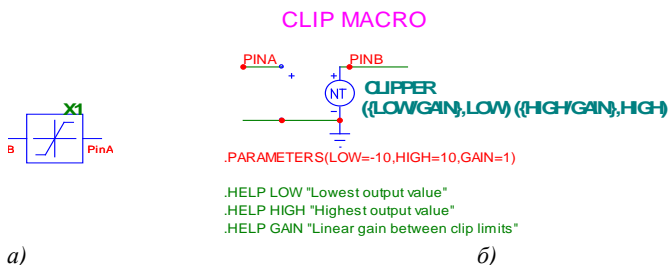 CLIP MACRO
PINA
PINB
+
+
NT
CLIPPER
({LOW/GAIN},LOW) ({HIGH/GAIN},HIGH)
X1
B
PinA
.PARAMETERS(LOW=-10,HIGH=10,GAIN=1)
.HELP LOW "Lowest output value"
.HELP HIGH "Highest output value"
.HELP GAIN "Linear gain between clip limits"
а)
б)